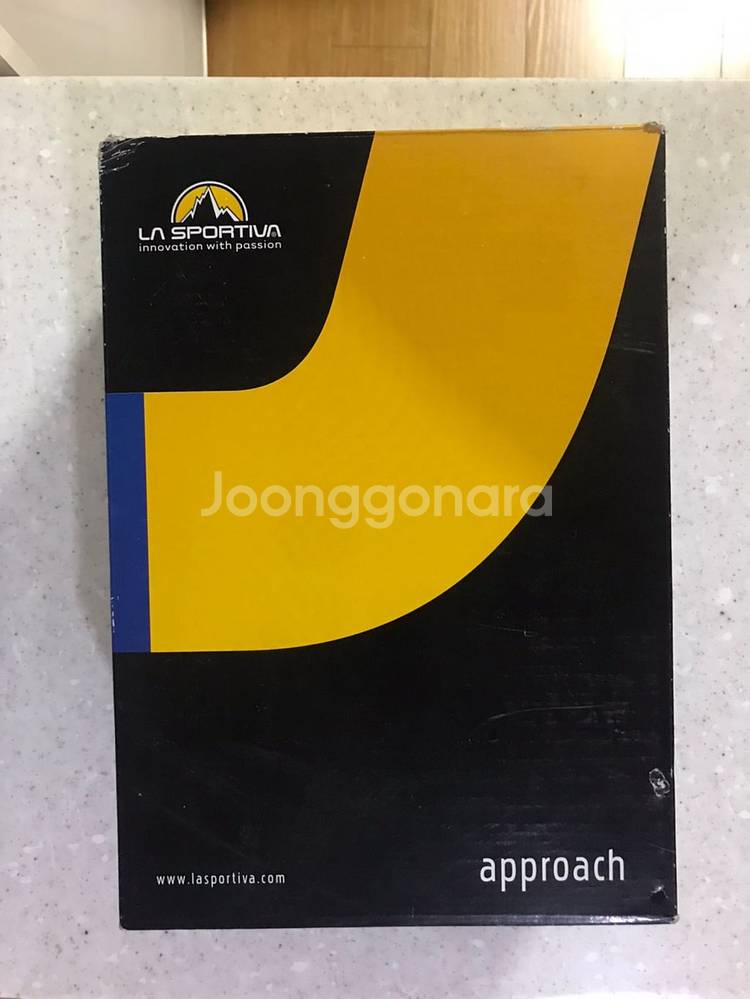 LA SPORTIVA®
innovation with passion
Joonggonara
www.lasportiva.com
approach